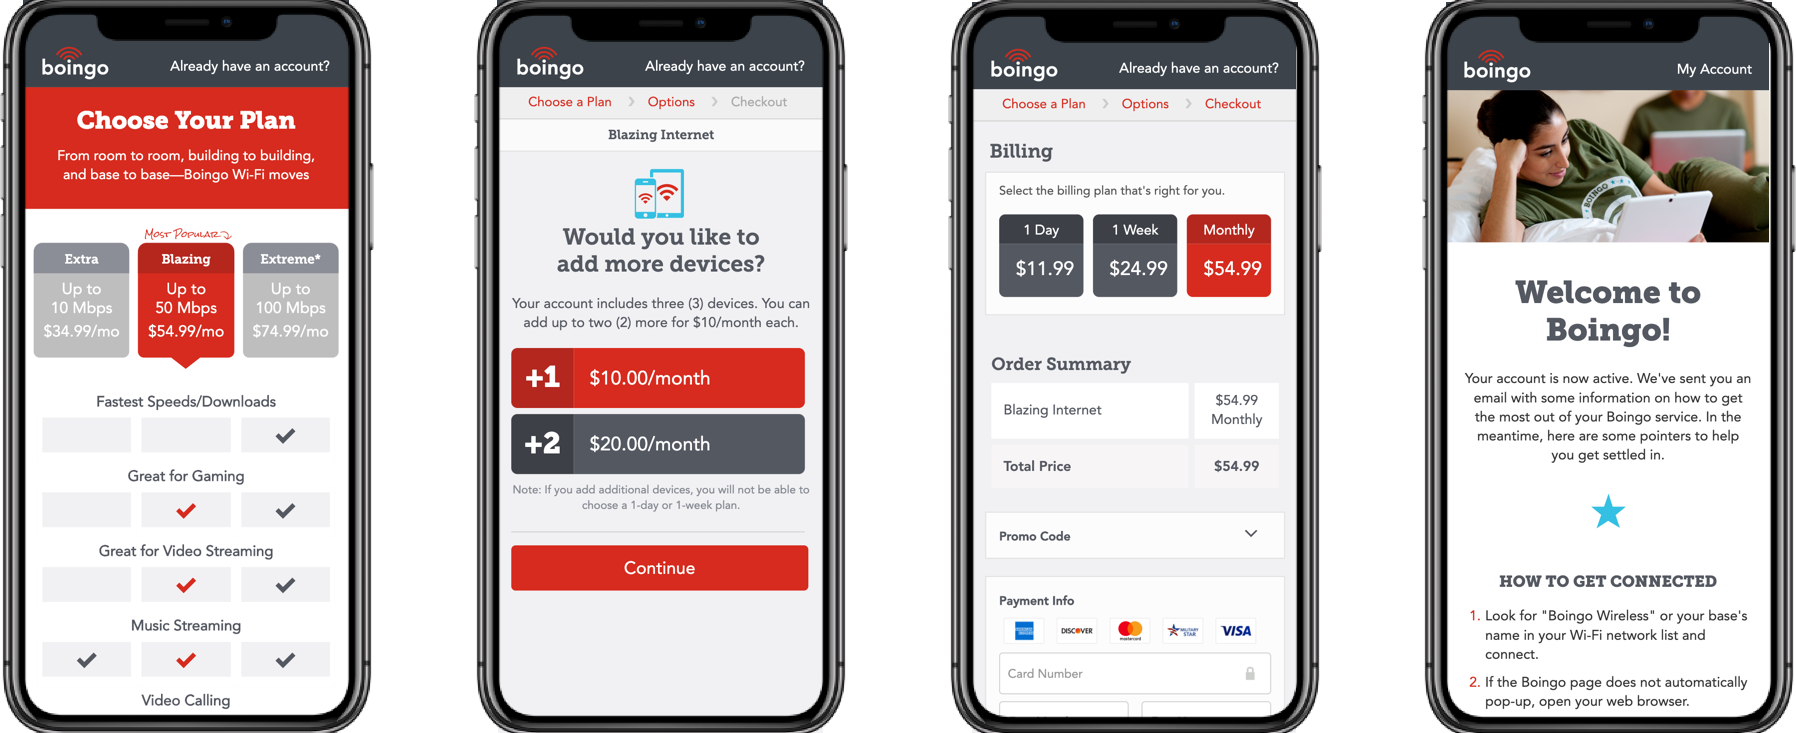 boingo
Already have an account?
Choose Your Plan
From room to room, building to building,
and base to base—Boingo Wi-Fi moves
MOST POPULAR
Extra
Up to
10 Mbps
$34.99/mo
Blazing
Up to
50 Mbps
$54.99/mo
Extreme*
Up to
100 Mbps
$74.99/mo
Fastest Speeds/Downloads
Great for Gaming
Great for Video Streaming
Music Streaming
Video Calling
boingo
Already have an account?
Choose a Plan > Options > Checkout
Blazing Internet
Would you like to
add more devices?
Your account includes three (3) devices. You can
add up to two (2) more for $10/month each.
+1 $10.00/month
+2 $20.00/month
Note: If you add additional devices, you will not be able to
choose a 1-day or 1-week plan.
Continue
boingo
Already have an account?
Choose a Plan > Options > Checkout
Billing
Select the billing plan that's right for you.
1 Day
$11.99
1 Week
$24.99
Monthly
$54.99
Order Summary
Blazing Internet
$54.99
Monthly
Total Price
$54.99
Promo Code
Payment Info
AMERICAN EXPRESS
DISCOVER
mastercard
MILITARY STAR
VISA
Card Number
boingo
My Account
BOINGO
Welcome to
Boingo!
Your account is now active. We've sent you an
email with some information on how to get
the most out of your Boingo service. In the
meantime, here are some pointers to help
you get settled in.
HOW TO GET CONNECTED
1. Look for "Boingo Wireless" or your base's
name in your Wi-Fi network list and
connect.
2. If the Boingo page does not automatically
pop-up, open your web browser.